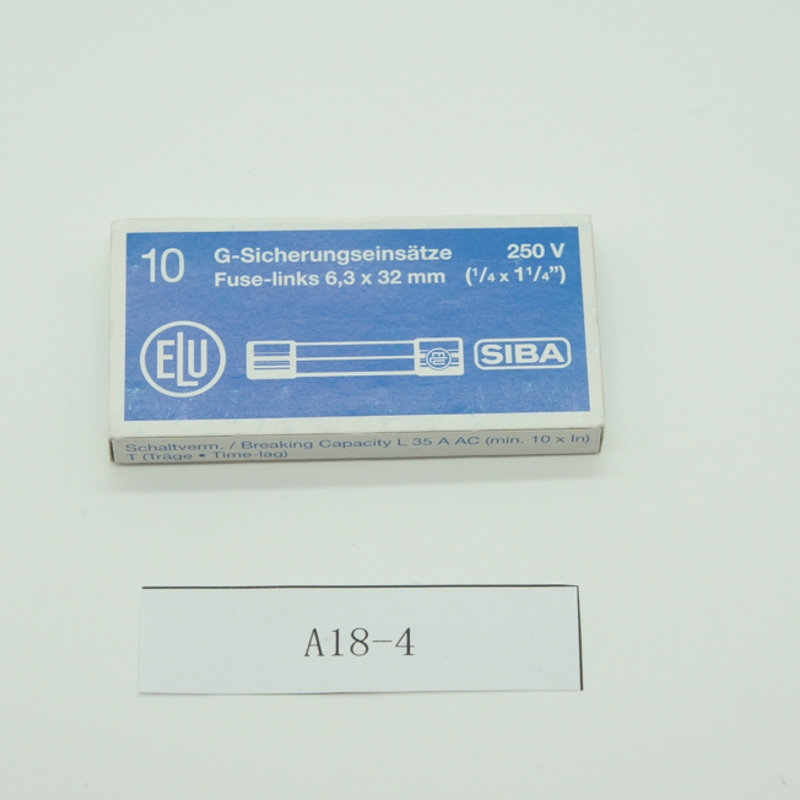 10
G-Sicherungseinsätze 250 V
Fuse-links 6,3 x 32 mm (1/4 x 1 1/4")
ELU
SIBA
Schaltverm. / Breaking Capacity L 35 A AC (min. 10 x In)
T (Träge • Time-lag)
A18-4